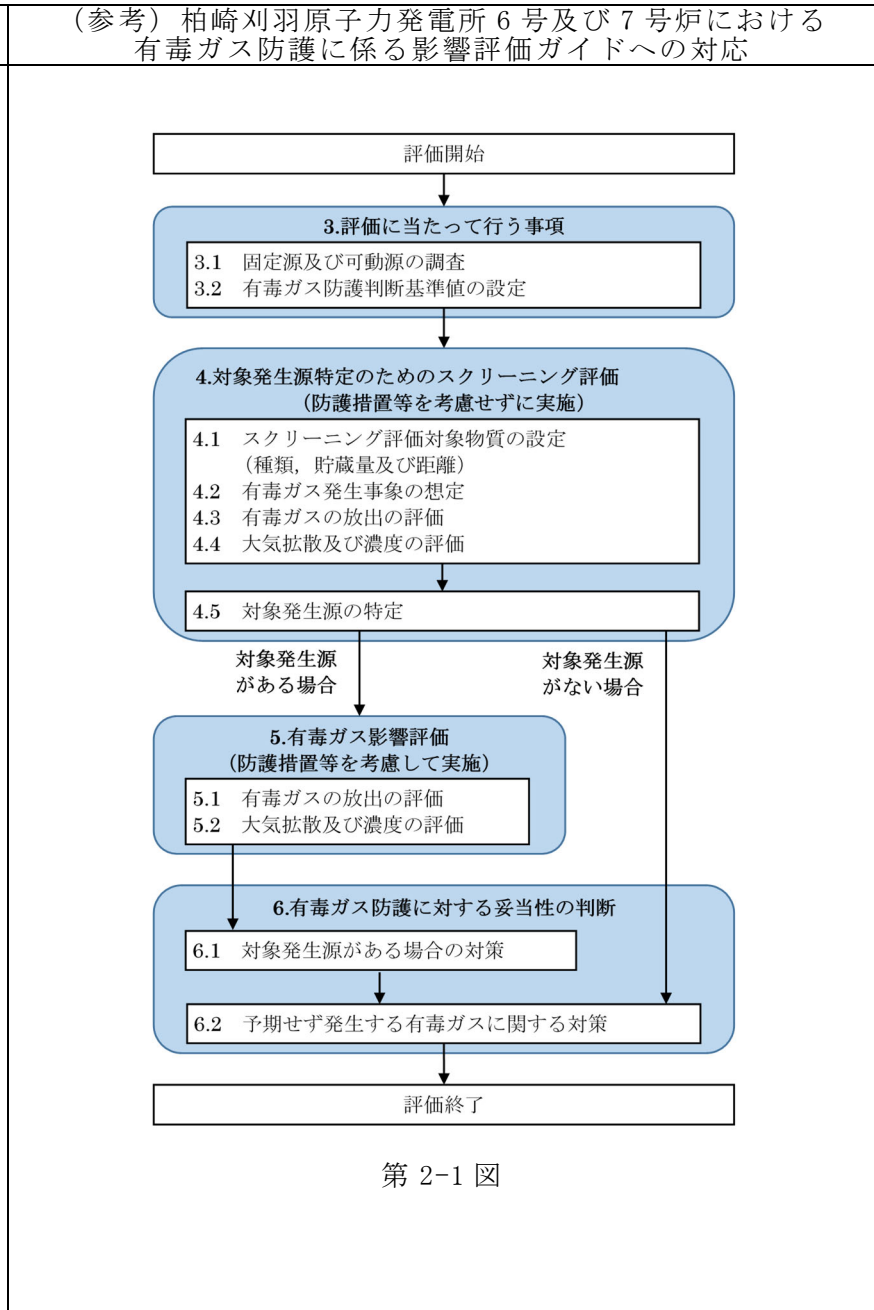 （参考）柏崎刈羽原子力発電所６号及び７号炉における
有毒ガス防護に係る影響評価ガイドへの対応
評価開始
3.評価に当たって行う事項
3.1 固定源及び可動源の調査
3.2 有毒ガス防護判断基準値の設定
4.対象発生源特定のためのスクリーニング評価
（防護措置等を考慮せずに実施）
4.1 スクリーニング評価対象物質の設定
（種類，貯蔵量及び距離）
4.2 有毒ガス発生事象の想定
4.3 有毒ガスの放出の評価
4.4 大気拡散及び濃度の評価
4.5 対象発生源の特定
対象発生源
がある場合
対象発生源
がない場合
5.有毒ガス影響評価
（防護措置等を考慮して実施）
5.1 有毒ガスの放出の評価
5.2 大気拡散及び濃度の評価
6.有毒ガス防護に対する妥当性の判断
6.1 対象発生源がある場合の対策
6.2 予期せず発生する有毒ガスに関する対策
評価終了
第 2-1 図